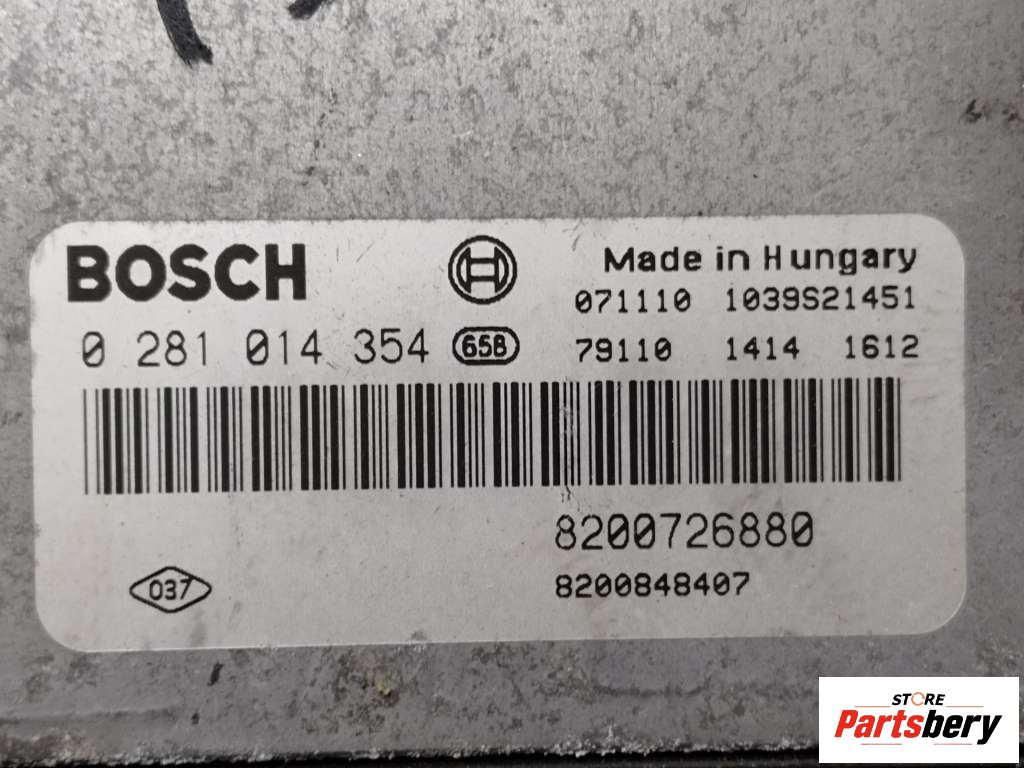 BOSCH
Made in Hungary
071110 1039S21451
0 281 014 354 658
79110 1414 1612
8200726880
037
8200848407
STORE
Partsbery